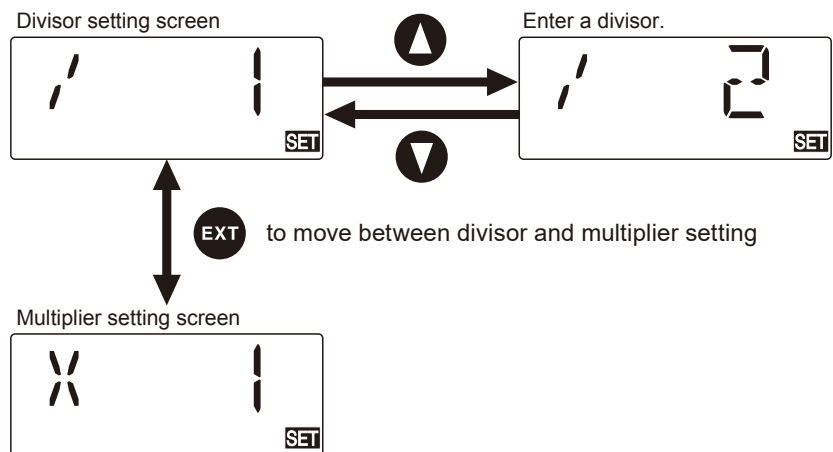 Divisor setting screen
Enter a divisor.
/ 1
SET
/ 2
SET
EXT to move between divisor and multiplier setting
Multiplier setting screen
X 1
SET